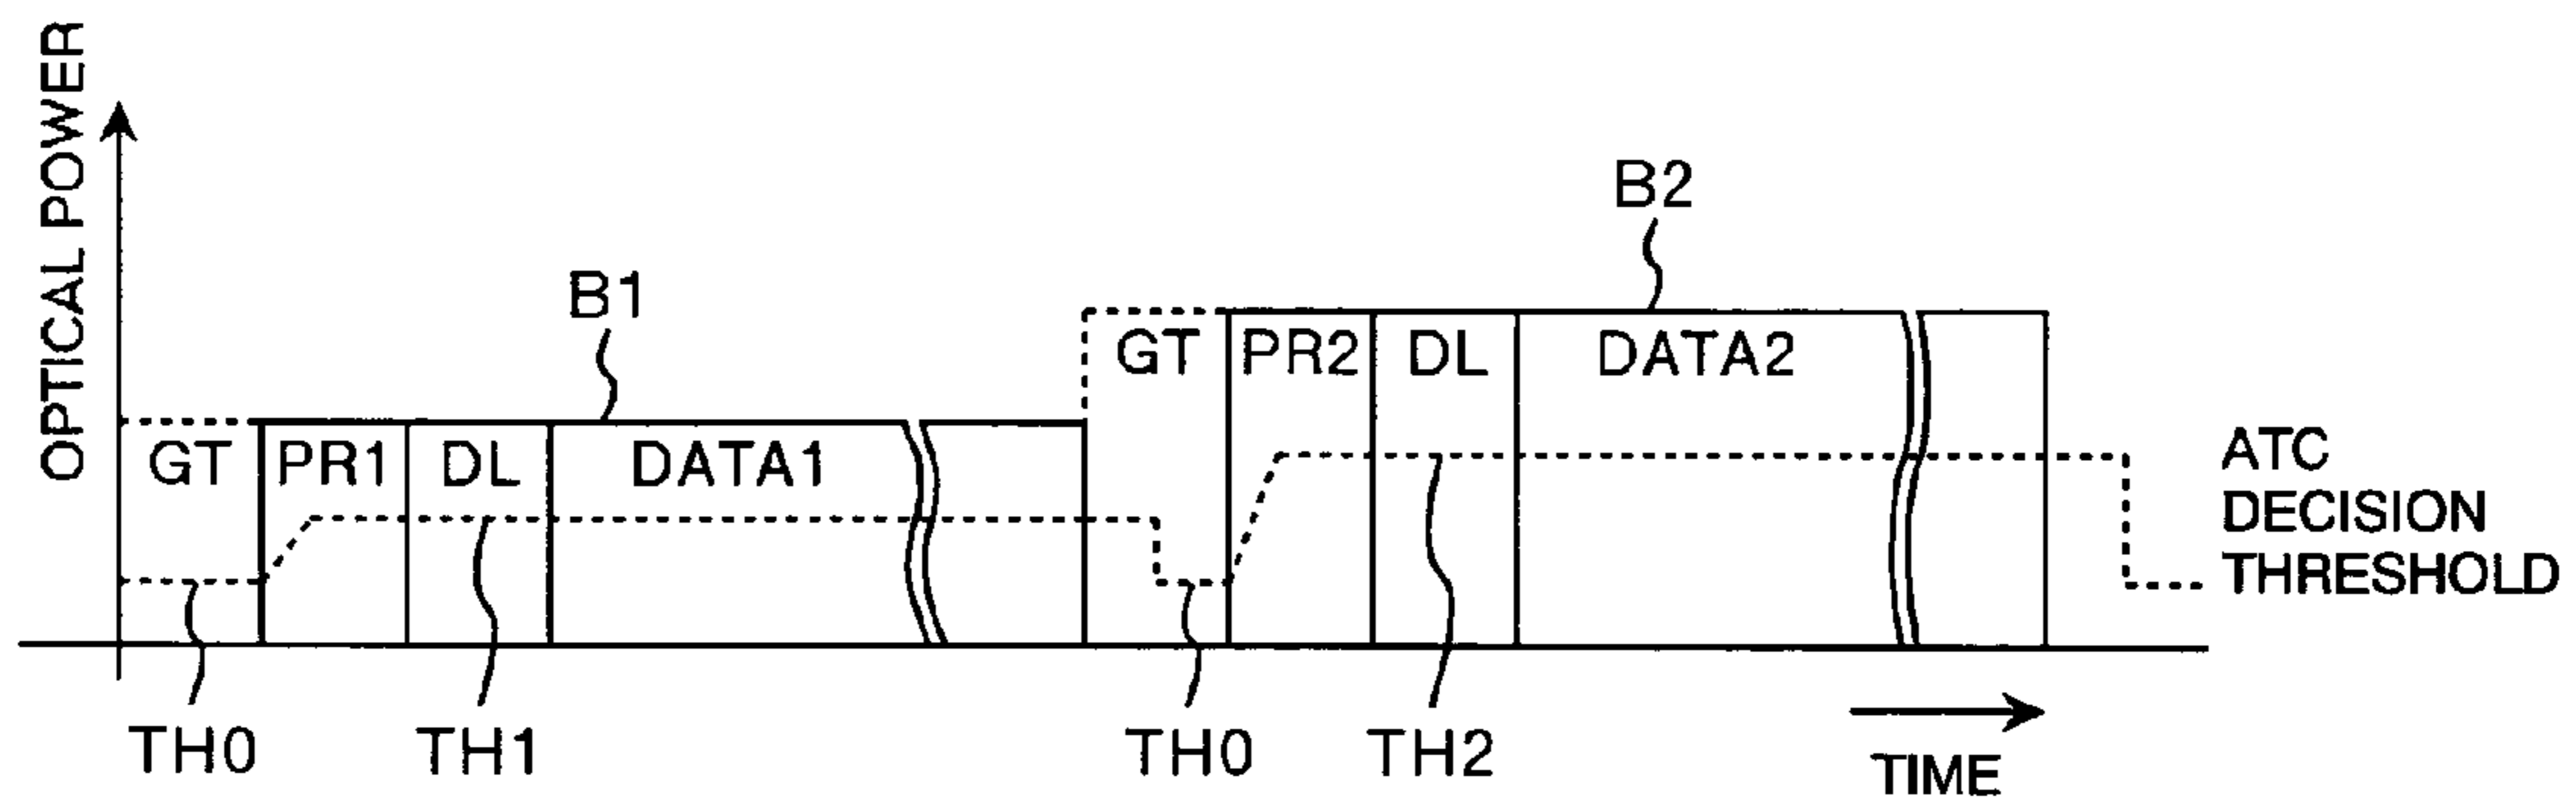 OPTICAL POWER
B2
B1
GT PR2 DL DATA2
GT PR1 DL DATA1
ATC
DECISION
THRESHOLD
TH0 TH1 TH0 TH2
TIME